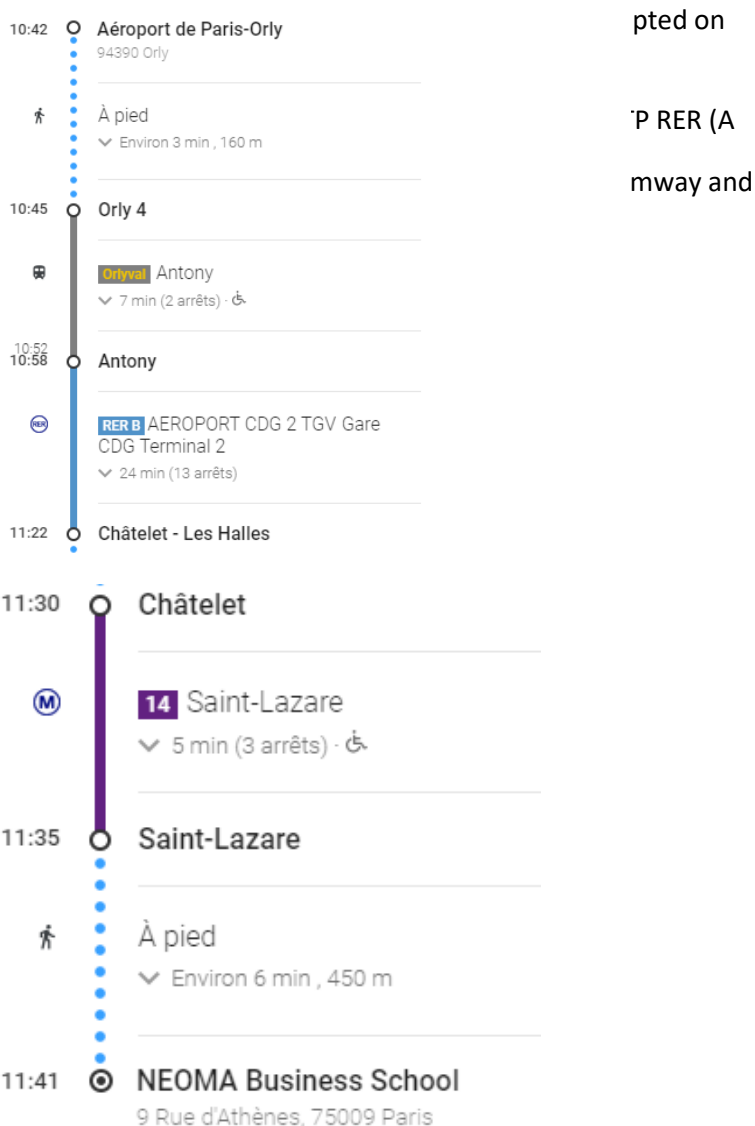 10:42 Aéroport de Paris-Orly
94390 Orly
À pied
Environ 3 min , 160 m
10:45 Orly 4
Orlyval Antony
7 min (2 arrêts) ·
10:52
10:58 Antony
RER RER B AEROPORT CDG 2 TGV Gare
CDG Terminal 2
24 min (13 arrêts)
11:22 Châtelet - Les Halles
11:30 Châtelet
M 14 Saint-Lazare
5 min (3 arrêts) ·
11:35 Saint-Lazare
À pied
Environ 6 min , 450 m
11:41 NEOMA Business School
9 Rue d'Athènes, 75009 Paris
pted on
P RER (A
mway and